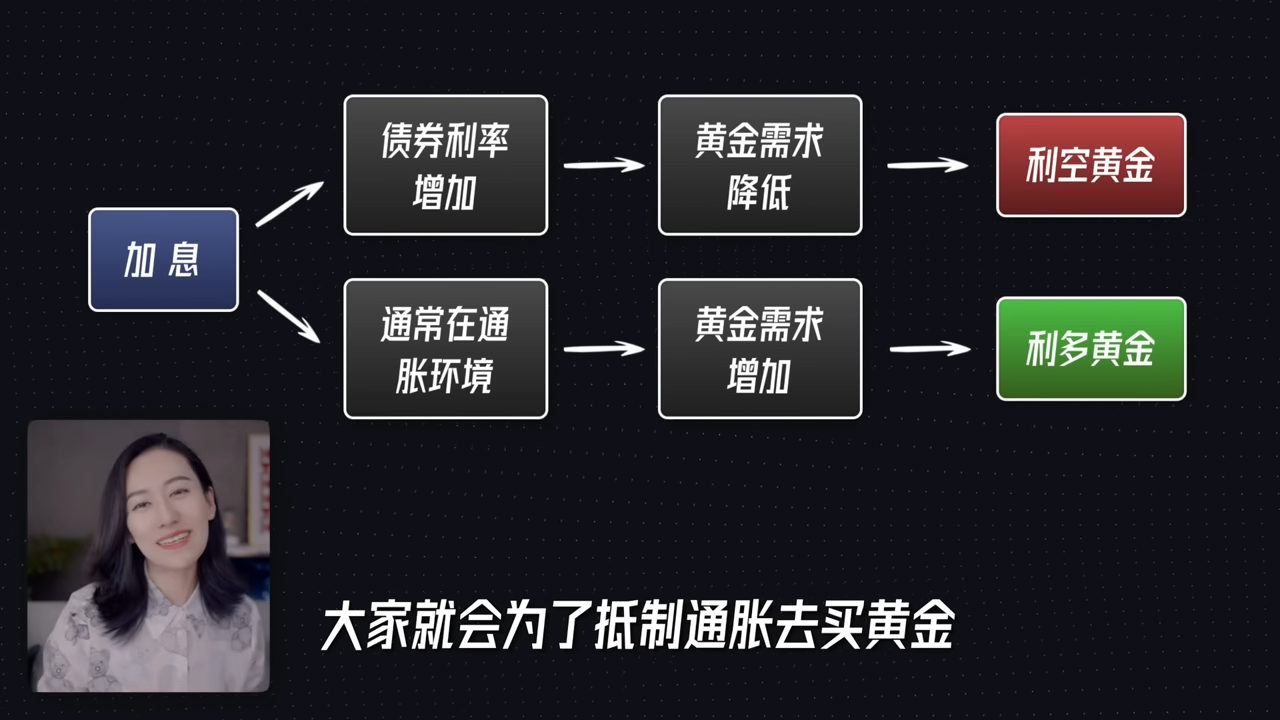 债券利率
增加
黄金需求
降低
利空黄金
加息
通常在通
胀环境
黄金需求
增加
利多黄金
大家就会为了抵制通胀去买黄金